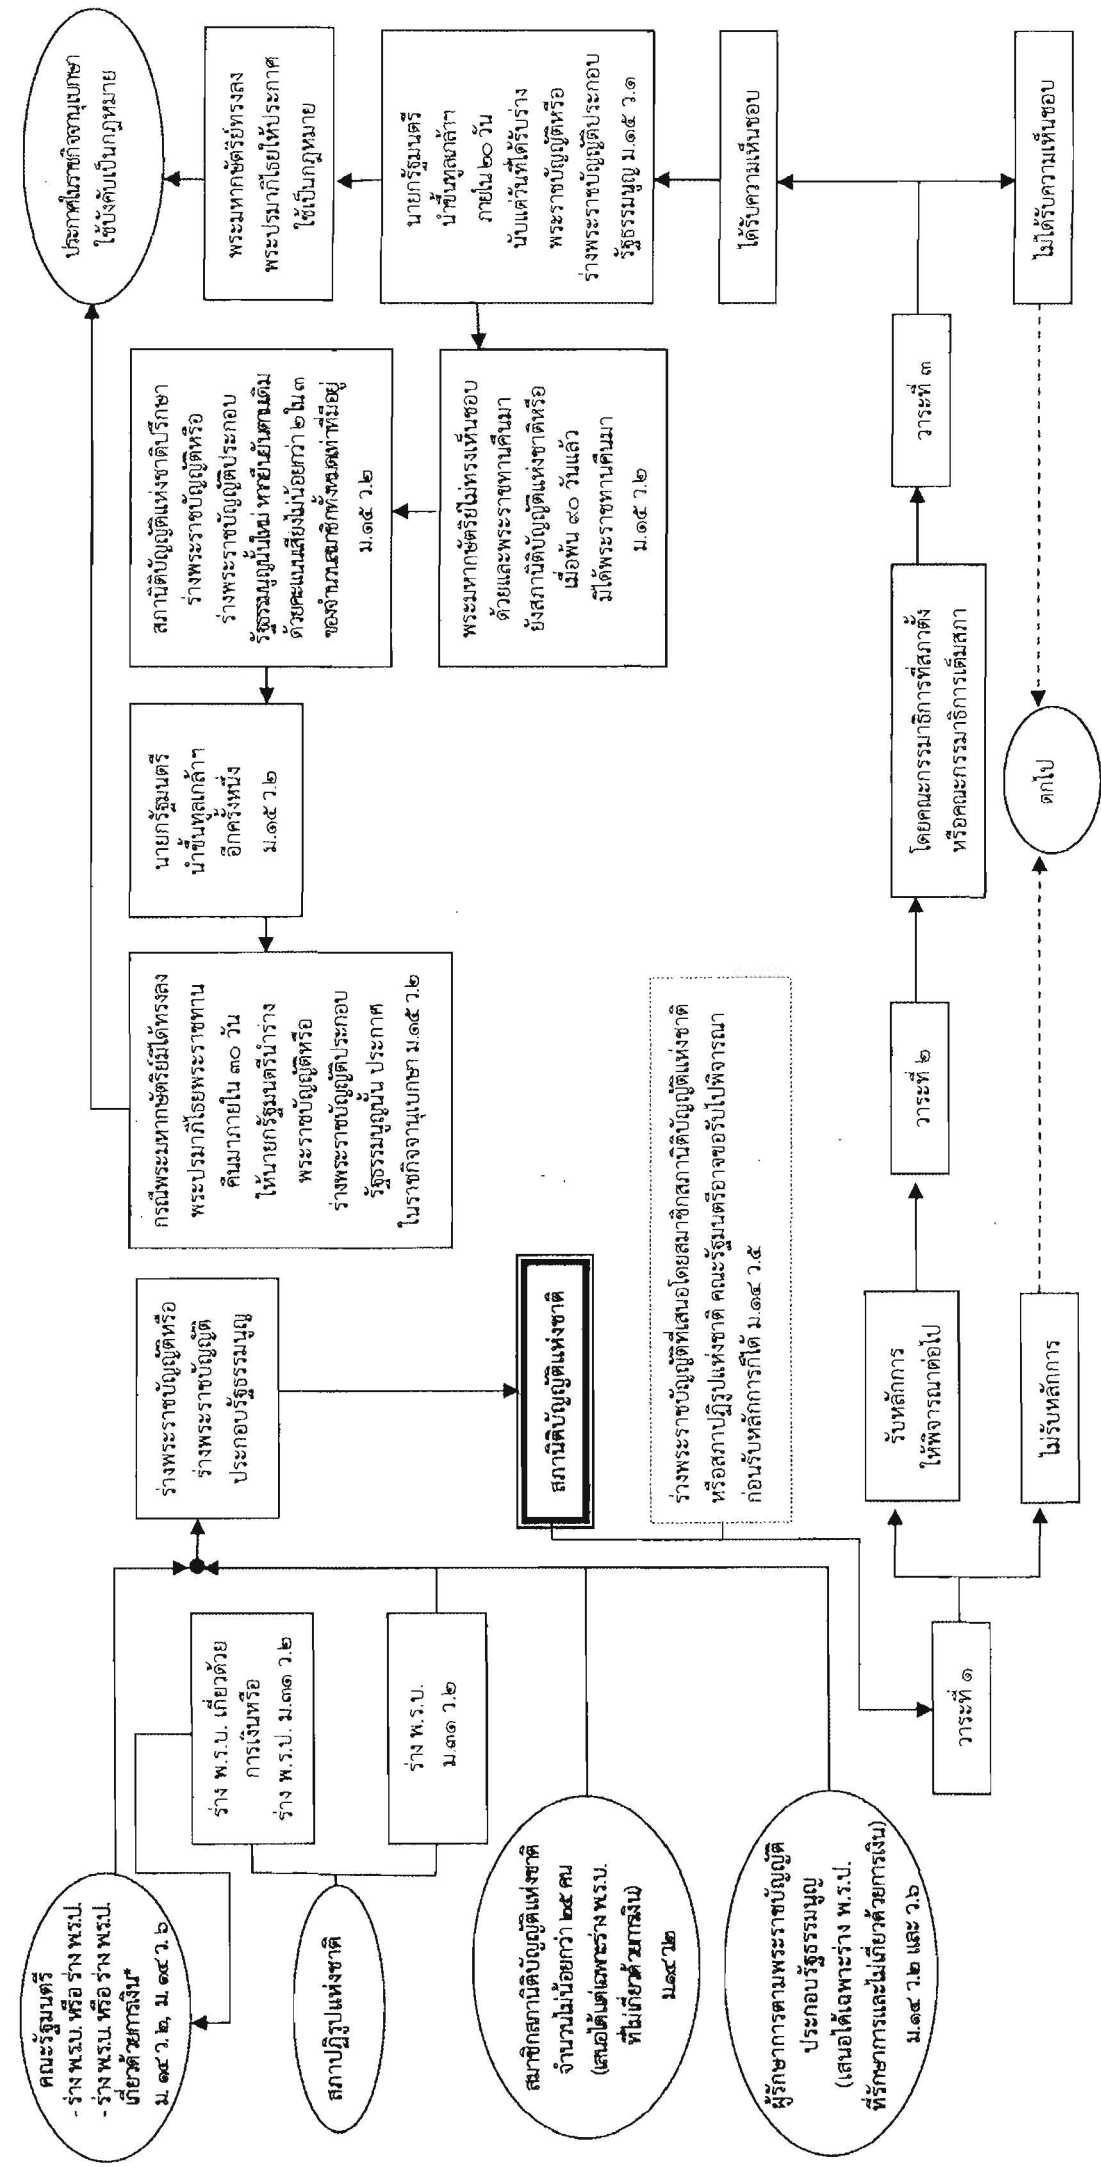 คณะรัฐมนตรี
- ร่าง พ.ร.บ. หรือ ร่าง พ.ร.ป.
- ร่าง พ.ร.บ. หรือ ร่าง พ.ร.ป.
เกี่ยวด้วยการเงิน*
ม. ๑๔ ว. ๒, ม. ๑๔ ว. ๖
สภาปฏิรูปแห่งชาติ
สมาชิกสภานิติบัญญัติแห่งชาติ
จำนวนไม่น้อยกว่า ๒๕ คน
(เสนอได้แต่เฉพาะร่าง พ.ร.บ.
ที่ไม่เกี่ยวด้วยการเงิน)
ม.๑๔ ว.๒
ผู้รักษาการตามพระราชบัญญัติ
ประกอบรัฐธรรมนูญ
(เสนอได้เฉพาะร่าง พ.ร.ป.
ที่รักษาการและไม่เกี่ยวด้วยการเงิน)
ม.๑๔ ว.๒ และ ว.๖
ร่าง พ.ร.บ. เกี่ยวด้วย
การเงินหรือ
ร่าง พ.ร.ป. ม.๓๑ ว.๒
ร่าง พ.ร.บ.
ม.๓๑ ว.๒
ร่างพระราชบัญญัติหรือ
ร่างพระราชบัญญัติ
ประกอบรัฐธรรมนูญ
สภานิติบัญญัติแห่งชาติ
ร่างพระราชบัญญัติที่เสนอโดยสมาชิกสภานิติบัญญัติแห่งชาติ
หรือสภาปฏิรูปแห่งชาติ คณะรัฐมนตรีอาจขอรับไปพิจารณา
ก่อนรับหลักการก็ได้ ม.๑๔ ว.๕
วาระที่ ๑
รับหลักการ
ให้พิจารณาต่อไป
ไม่รับหลักการ
วาระที่ ๒
โดยคณะกรรมาธิการที่สภาตั้ง
หรือคณะกรรมาธิการเต็มสภา
ตกไป
วาระที่ ๓
ได้รับความเห็นชอบ
ไม่ได้รับความเห็นชอบ
นายกรัฐมนตรี
นำขึ้นทูลเกล้าฯ
ภายใน ๒๐ วัน
นับแต่วันที่ได้รับร่าง
พระราชบัญญัติหรือ
ร่างพระราชบัญญัติประกอบ
รัฐธรรมนูญ ม.๑๕ ว.๑
พระมหากษัตริย์ทรงลง
พระปรมาภิไธยให้ประกาศ
ใช้เป็นกฎหมาย
ประกาศในราชกิจจานุเบกษา
ใช้บังคับเป็นกฎหมาย
พระมหากษัตริย์ไม่ทรงเห็นชอบ
ด้วยและพระราชทานคืนมา
ยังสภานิติบัญญัติแห่งชาติหรือ
เมื่อพ้น ๙๐ วันแล้ว
มิได้พระราชทานคืนมา
ม.๑๕ ว.๒
สภานิติบัญญัติแห่งชาติปรึกษา
ร่างพระราชบัญญัติหรือ
ร่างพระราชบัญญัติประกอบ
รัฐธรรมนูญนั้นใหม่ หากยืนยันตามเดิม
ด้วยคะแนนเสียงไม่น้อยกว่า ๒ ใน ๓
ของจำนวนสมาชิกทั้งหมดเท่าที่มีอยู่
ม.๑๕ ว.๒
นายกรัฐมนตรี
นำขึ้นทูลเกล้าฯ
อีกครั้งหนึ่ง
ม.๑๕ ว.๒
กรณีพระมหากษัตริย์มิได้ทรงลง
พระปรมาภิไธยพระราชทาน
คืนมาภายใน ๓๐ วัน
ให้นายกรัฐมนตรีนำร่าง
พระราชบัญญัติหรือ
ร่างพระราชบัญญัติประกอบ
รัฐธรรมนูญนั้น ประกาศ
ในราชกิจจานุเบกษา ม.๑๕ ว.๒